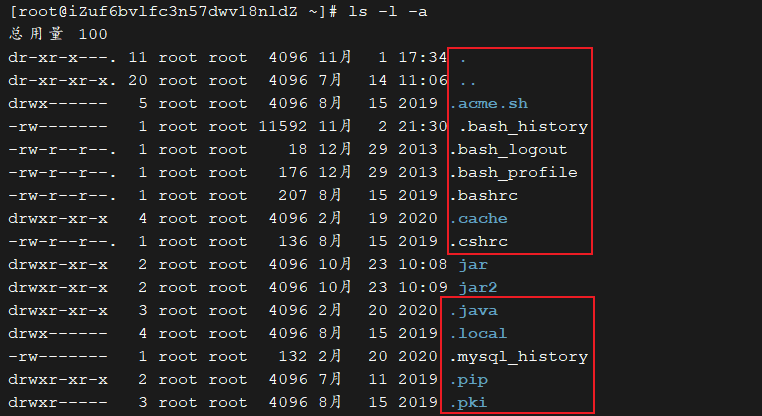 [root@iZuf6bvlfc3n57dwv18nldZ ~]# ls -l -a
总用量 100
dr-xr-x---. 11 root root  4096 11月   1 17:34 .
dr-xr-xr-x. 20 root root  4096 7月   14 11:06 ..
drwx------   5 root root  4096 8月   15 2019 .acme.sh
-rw-------   1 root root 11592 11月   2 21:30 .bash_history
-rw-r--r--.  1 root root    18 12月  29 2013 .bash_logout
-rw-r--r--.  1 root root   176 12月  29 2013 .bash_profile
-rw-r--r--.  1 root root   207 8月   15 2019 .bashrc
drwxr-xr-x   4 root root  4096 2月   19 2020 .cache
-rw-r--r--.  1 root root   136 8月   15 2019 .cshrc
drwxr-xr-x   2 root root  4096 10月  23 10:08 jar
drwxr-xr-x   2 root root  4096 10月  23 10:09 jar2
drwxr-xr-x   3 root root  4096 2月   20 2020 .java
drwx-------  4 root root  4096 8月   15 2019 .local
-rw-------   1 root root   132 2月   20 2020 .mysql_history
drwxr-xr-x   2 root root  4096 7月   11 2019 .pip
drwxr-----   3 root root  4096 8月   15 2019 .pki